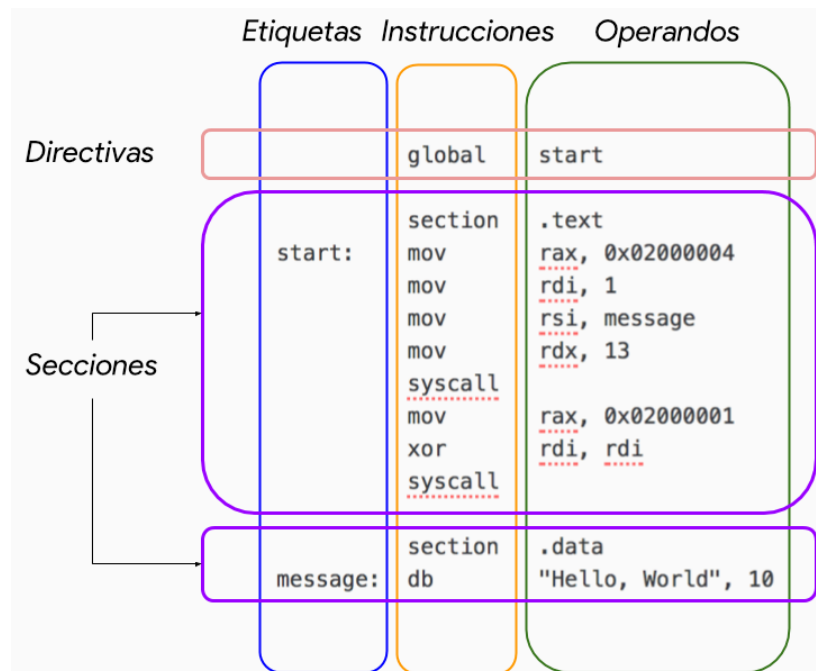 Etiquetas Instrucciones Operandos
Directivas global start
section .text
start: mov rax, 0x02000004
mov rdi, 1
mov rsi, message
Secciones
mov rdx, 13
syscall
mov rax, 0x02000001
xor rdi, rdi
syscall
section .data
message: db "Hello, World", 10